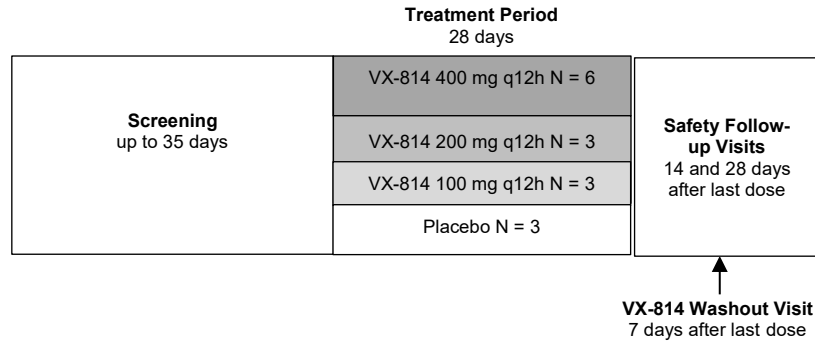 Treatment Period
28 days
Screening
up to 35 days
VX-814 400 mg q12h N = 6
VX-814 200 mg q12h N = 3
VX-814 100 mg q12h N = 3
Placebo N = 3
Safety Follow-
up Visits
14 and 28 days
after last dose
VX-814 Washout Visit
7 days after last dose